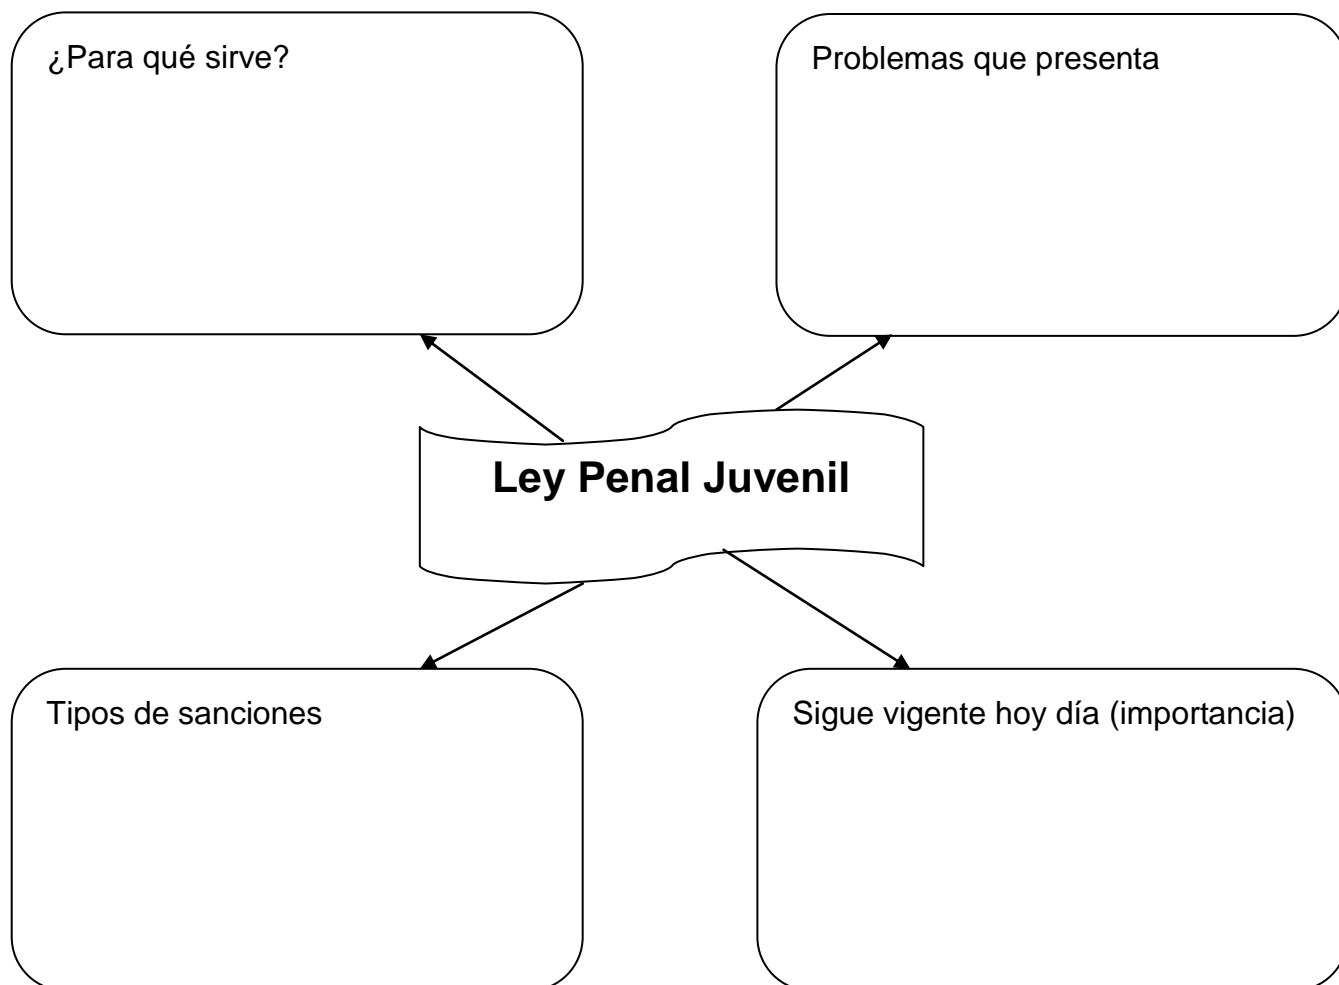 ¿Para qué sirve?
Problemas que presenta
Ley Penal Juvenil
Tipos de sanciones
Sigue vigente hoy día (importancia)